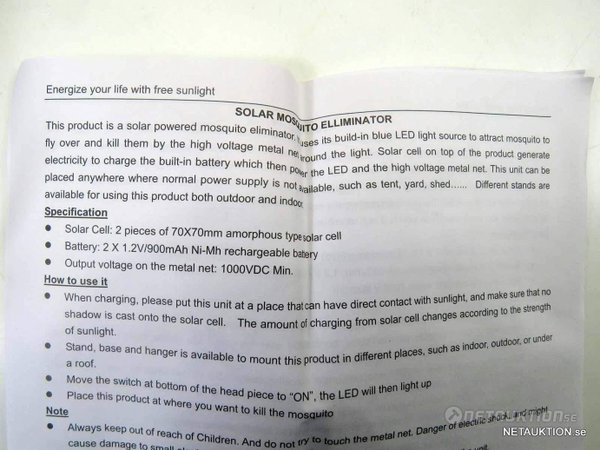 Energize your life with free sunlight
SOLAR MOSQUITO ELLIMINATOR
This product is a solar powered mosquito eliminator. uses its build-in blue LED light source to attract mosquito to
fly over and kill them by the high voltage metal net around the light. Solar cell on top of the product generate
electricity to charge the built-in battery which then power the LED and the high voltage metal net. This unit can be
placed anywhere where normal power supply is not available, such as tent, yard, shed...... Different stands are
available for using this product both outdoor and indoor.
Specification
● Solar Cell: 2 pieces of 70X70mm amorphous type solar cell
● Battery: 2 X 1.2V/900mAh Ni-Mh rechargeable battery
● Output voltage on the metal net: 1000VDC Min.
How to use it
● When charging, please put this unit at a place that can have direct contact with sunlight, and make sure that no
shadow is cast onto the solar cell. The amount of charging from solar cell changes according to the strength
of sunlight.
● Stand, base and hanger is available to mount this product in different places, such as indoor, outdoor, or under
a roof.
● Move the switch at bottom of the head piece to "ON", the LED will then light up
● Place this product at where you want to kill the mosquito
Note
● Always keep out of reach of Children. And do not try to touch the metal net. Danger of electric shock, and might
cause damage to small unit.
NETAUKTION.SE
NETAUKTION.se